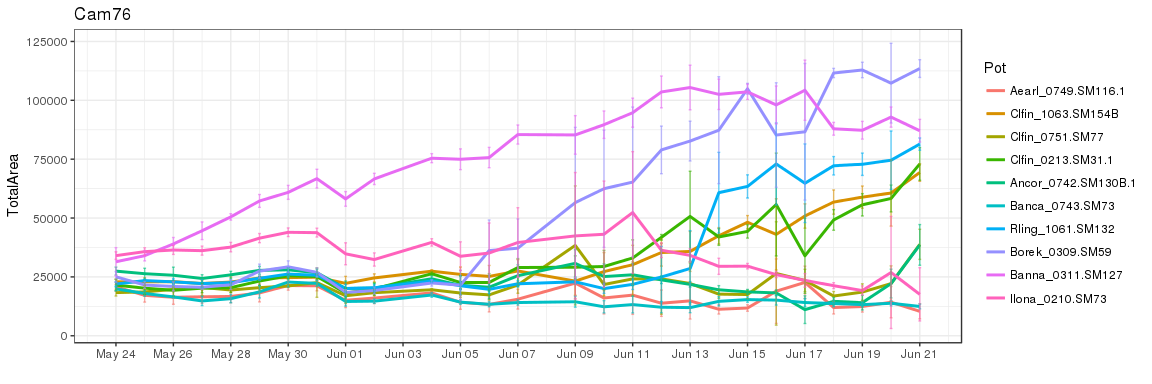 Cam76
TotalArea
125000
100000
75000
50000
25000
0
May 24 May 26 May 28 May 30 Jun 01 Jun 03 Jun 05 Jun 07 Jun 09 Jun 11 Jun 13 Jun 15 Jun 17 Jun 19 Jun 21
Pot
Aearl_0749.SM116.1
Clfin_1063.SM154B
Clfin_0751.SM77
Clfin_0213.SM31.1
Ancor_0742.SM130B.1
Banca_0743.SM73
Rling_1061.SM132
Borek_0309.SM59
Banna_0311.SM127
Ilona_0210.SM73